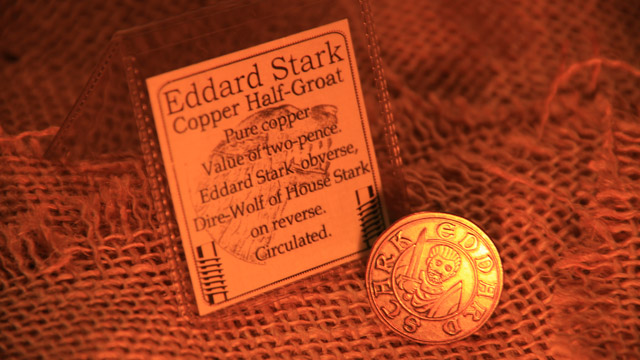 Eddard Stark
Copper Half-Groat
Pure copper.
Value of two-pence.
Eddard Stark obverse,
Dire-Wolf of House Stark
on reverse.
Circulated.
EDDARD STARK